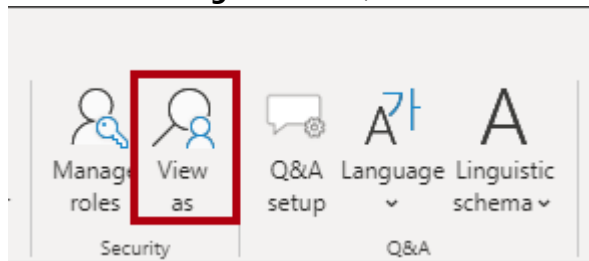 Manage View Q&A Language Linguistic
roles as setup schema
Security Q&A